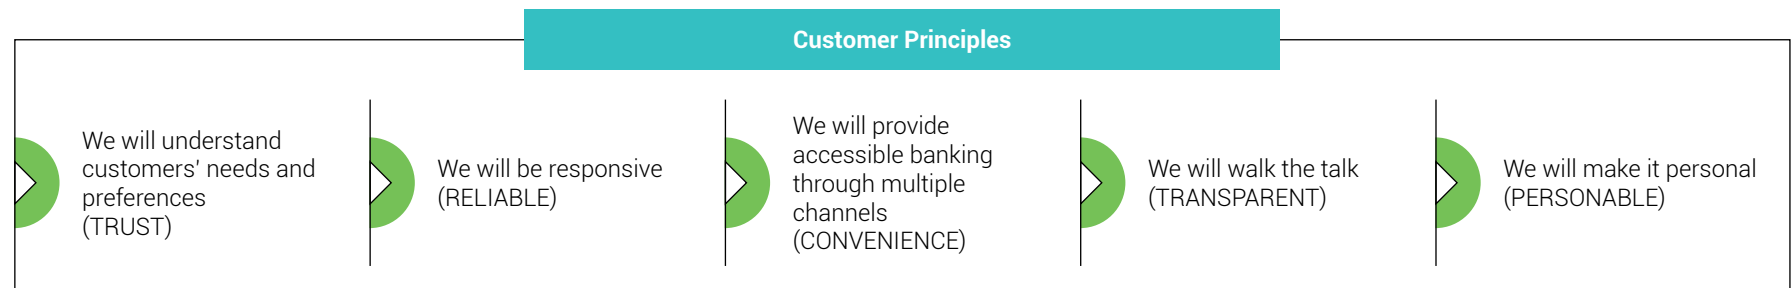 Customer Principles
We will understand
customers' needs and
preferences
(TRUST)
We will be responsive
(RELIABLE)
We will provide
accessible banking
through multiple
channels
(CONVENIENCE)
We will walk the talk
(TRANSPARENT)
We will make it personal
(PERSONABLE)